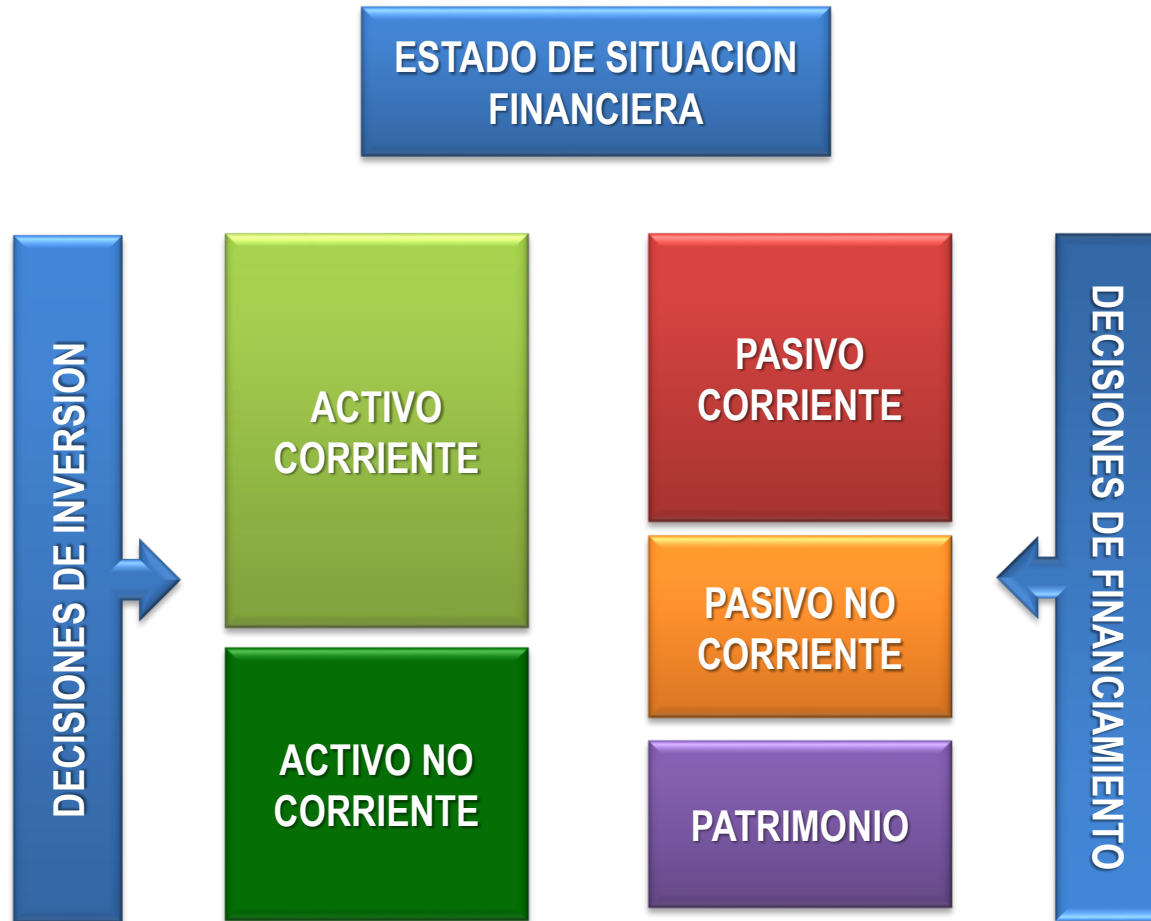 ESTADO DE SITUACION
FINANCIERA
DECISIONES DE INVERSION
ACTIVO
CORRIENTE
ACTIVO NO
CORRIENTE
PASIVO
CORRIENTE
PASIVO NO
CORRIENTE
PATRIMONIO
DECISIONES DE FINANCIAMIENTO